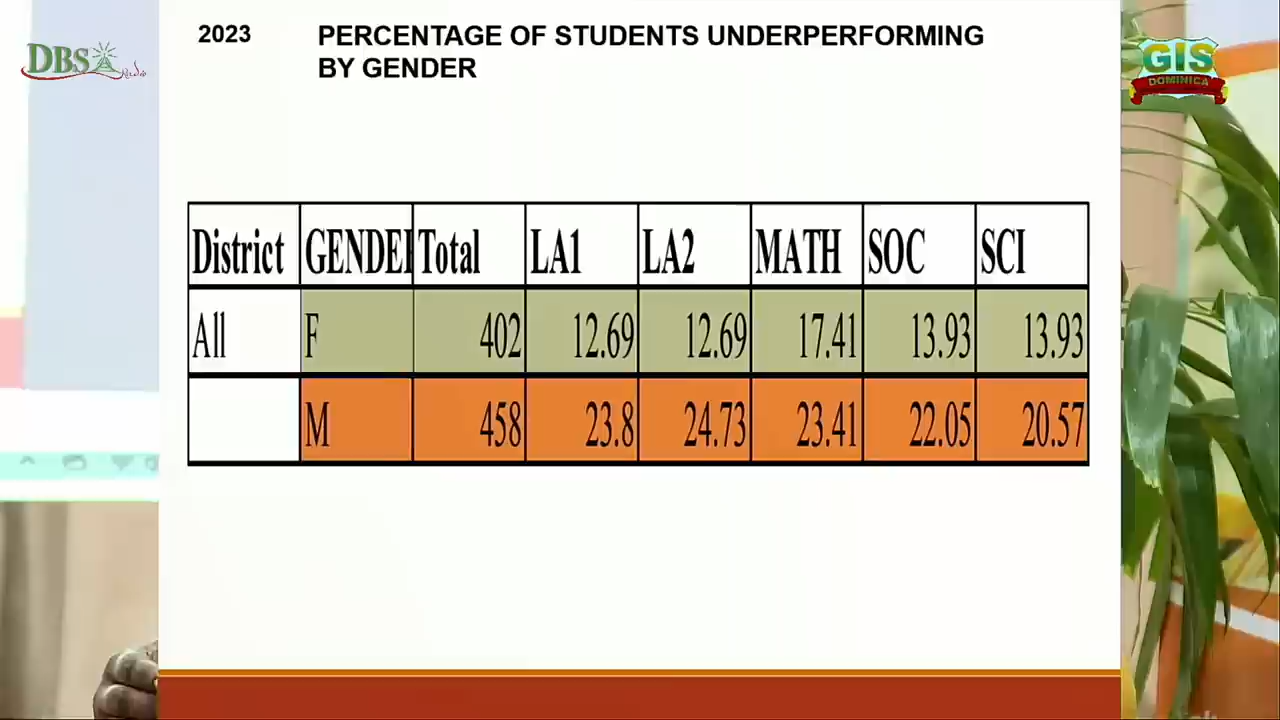 2023
PERCENTAGE OF STUDENTS UNDERPERFORMING
BY GENDER
DBS
GIS
DOMINICA
District GENDER Total LA1 LA2 MATH SOC SCI
All F 402 12.69 12.69 17.41 13.93 13.93
M 458 23.8 24.73 23.41 22.05 20.57